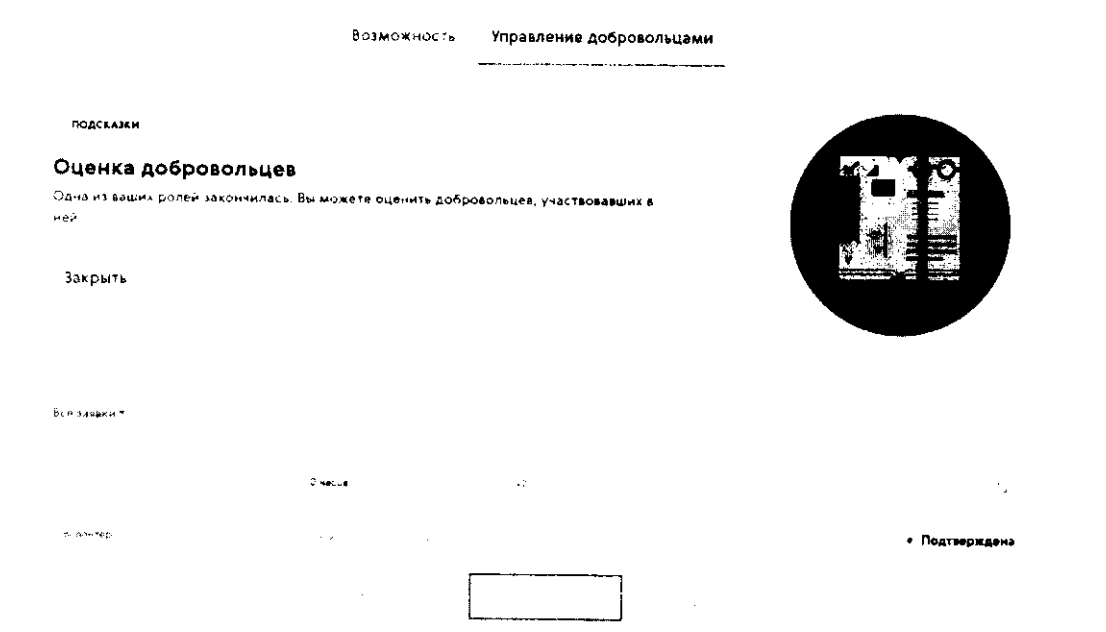 Возможность Управление добровольцами
ПОДСКАЗКИ
Оценка добровольцев
Одна из ваших ролей закончилась. Вы можете оценить добровольцев, участвовавших в
ней
Закрыть
Все заявки
Подтверждена